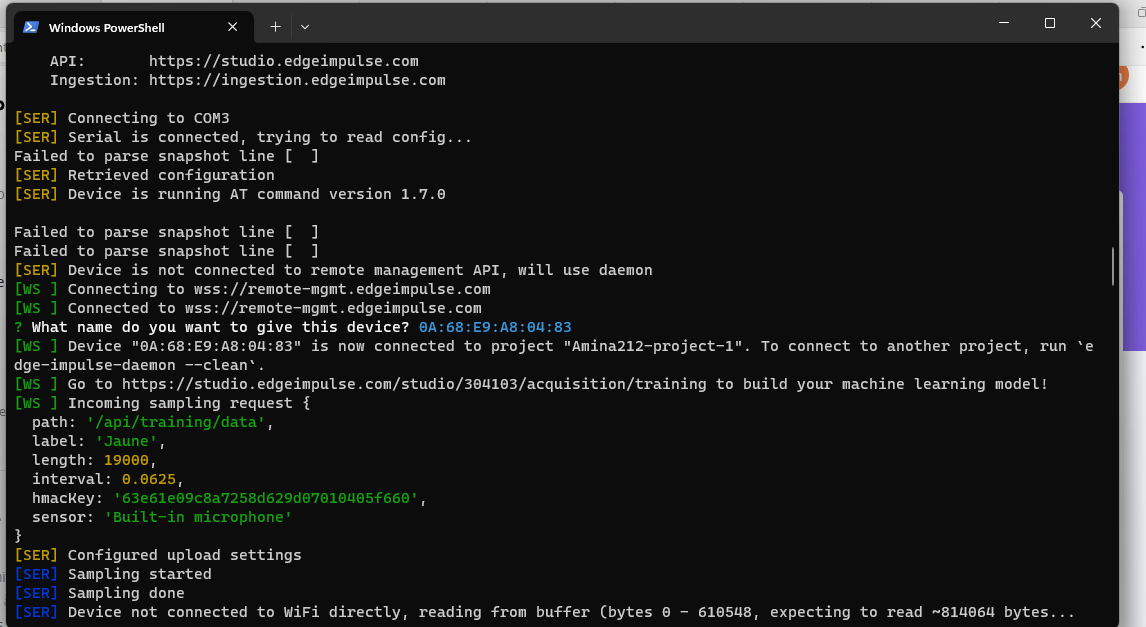 Windows PowerShell
API:       https://studio.edgeimpulse.com
Ingestion: https://ingestion.edgeimpulse.com
[SER] Connecting to COM3
[SER] Serial is connected, trying to read config...
Failed to parse snapshot line [  ]
[SER] Retrieved configuration
[SER] Device is running AT command version 1.7.0
Failed to parse snapshot line [  ]
Failed to parse snapshot line [  ]
[SER] Device is not connected to remote management API, will use daemon
[WS ] Connecting to wss://remote-mgmt.edgeimpulse.com
[WS ] Connected to wss://remote-mgmt.edgeimpulse.com
? What name do you want to give this device? 0A:68:E9:A8:04:83
[WS ] Device "0A:68:E9:A8:04:83" is now connected to project "Amina212-project-1". To connect to another project, run `e
dge-impulse-daemon --clean`.
[WS ] Go to https://studio.edgeimpulse.com/studio/304103/acquisition/training to build your machine learning model!
[WS ] Incoming sampling request {
  path: '/api/training/data',
  label: 'Jaune',
  length: 19000,
  interval: 0.0625,
  hmacKey: '63e61e09c8a7258d629d07010405f660',
  sensor: 'Built-in microphone'
}
[SER] Configured upload settings
[SER] Sampling started
[SER] Sampling done
[SER] Device not connected to WiFi directly, reading from buffer (bytes 0 - 610548, expecting to read ~814064 bytes...